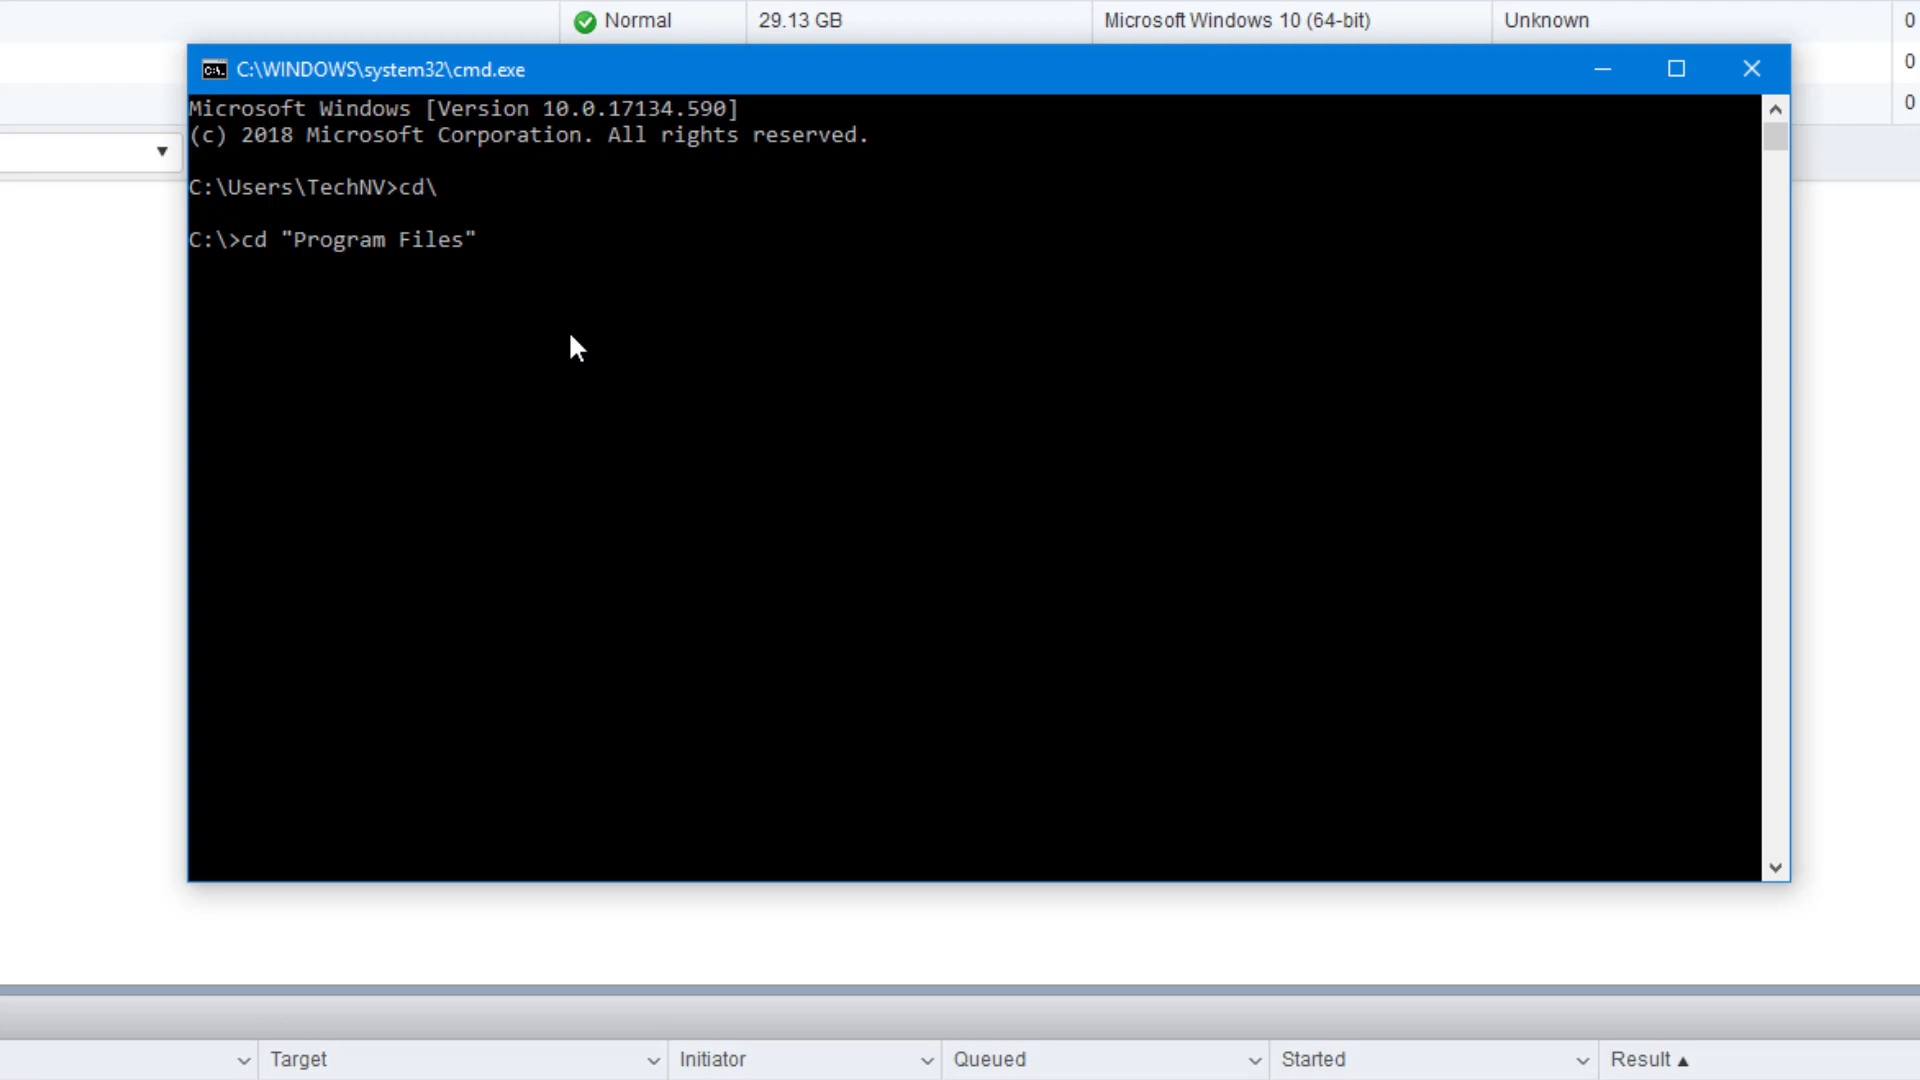 Normal 29.13 GB Microsoft Windows 10 (64-bit) Unknown 0
C:\WINDOWS\system32\cmd.exe
0
Microsoft Windows [Version 10.0.17134.590]
0
(c) 2018 Microsoft Corporation. All rights reserved.
C:\Users\TechNV>cd\
C:\>cd "Program Files"
Target Initiator Queued Started Result